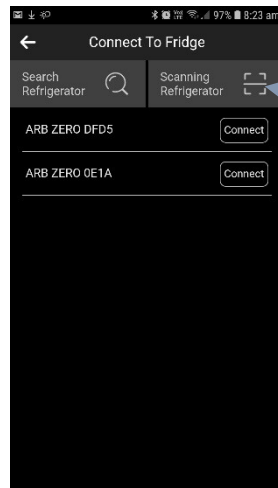 97% 8:23 am
Connect To Fridge
Search
Refrigerator
Scanning
Refrigerator
ARB ZERO DFD5
Connect
ARB ZERO 0E1A
Connect